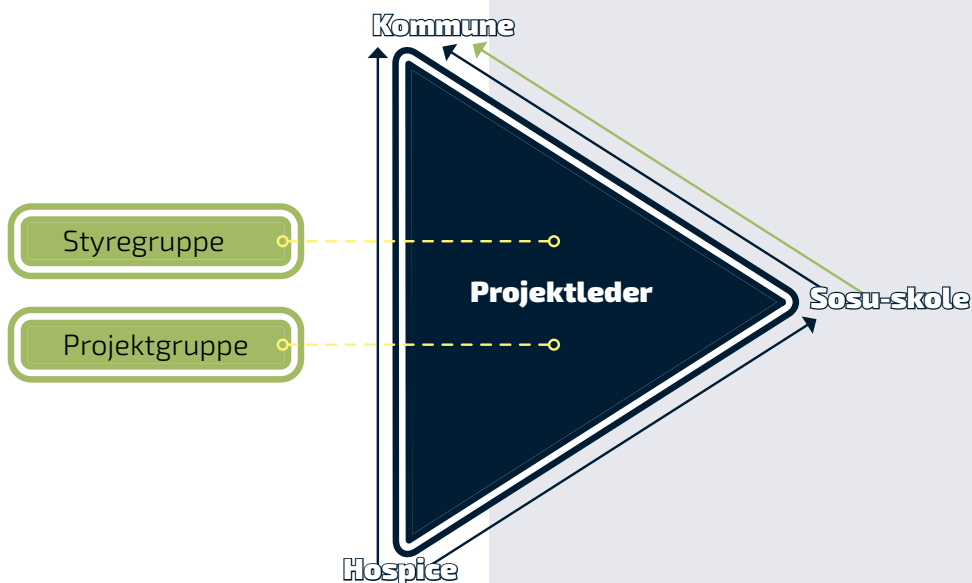 Kommune
Styregruppe
Projektleder
Sosu-skole
Projektgruppe
Hospice